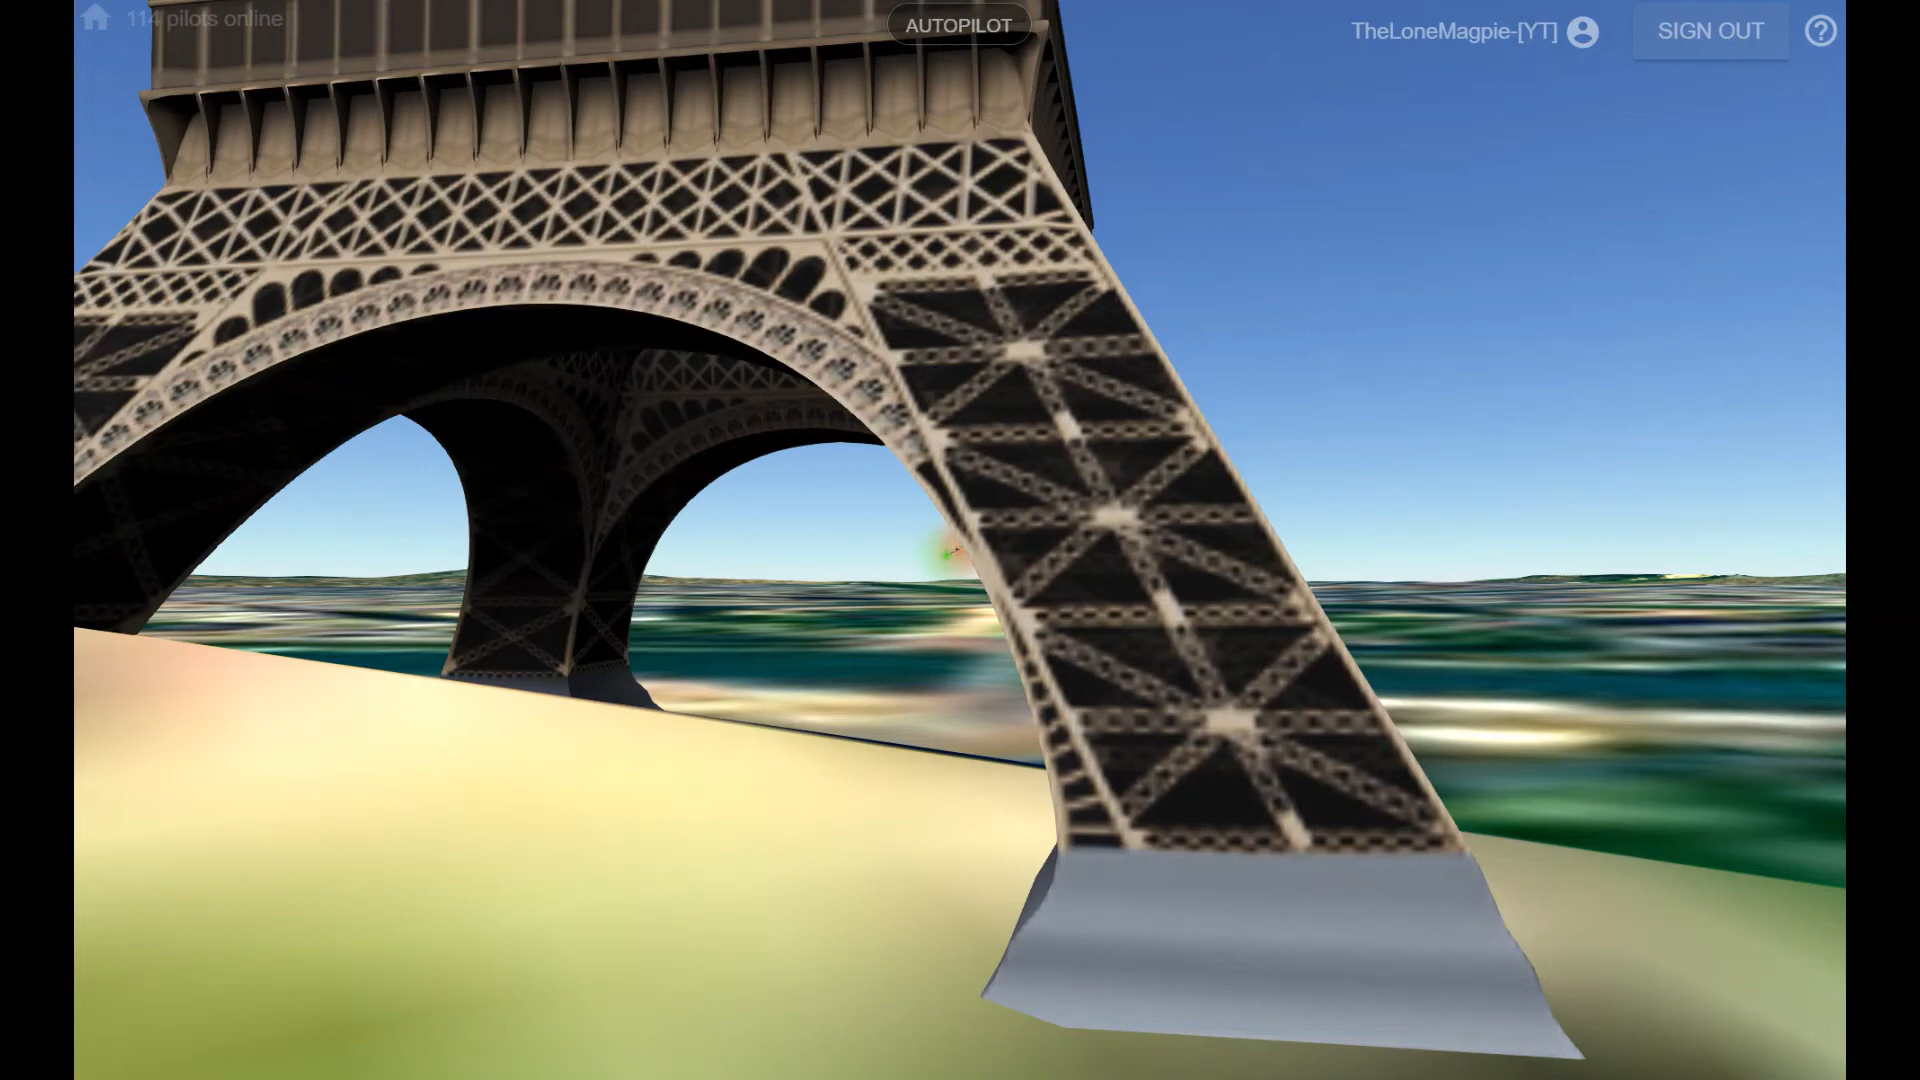 114 pilots online
AUTOPILOT
TheLoneMagpie-[YT]
SIGN OUT
?